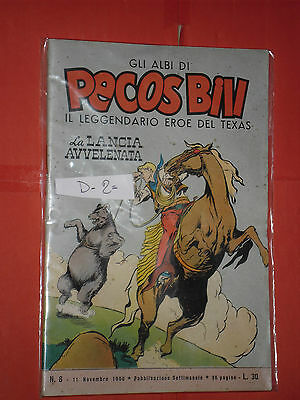 GLI ALBI DI
PECOS BILL
IL LEGGENDARIO EROE DEL TEXAS
La LANCIA
AVVELENATA
D-2=
N. 8 - 11 Novembre 1950 * Pubblicazione Settimanale * 36 pagine - L. 30